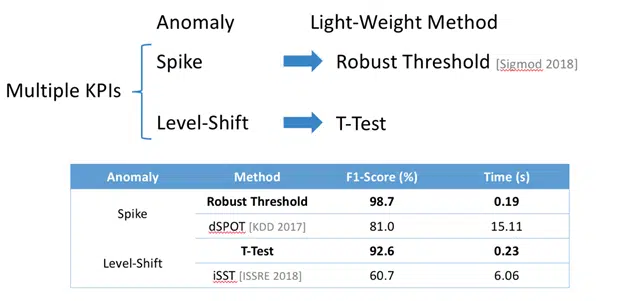 Anomaly Light-Weight Method
Spike Robust Threshold [Sigmod 2018]
Multiple KPIs
Level-Shift T-Test
Anomaly Method F1-Score (%) Time (s)
Spike
Robust Threshold 98.7 0.19
dSPOT [KDD 2017] 81.0 15.11
Level-Shift
T-Test 92.6 0.23
iSST [ISSRE 2018] 60.7 6.06